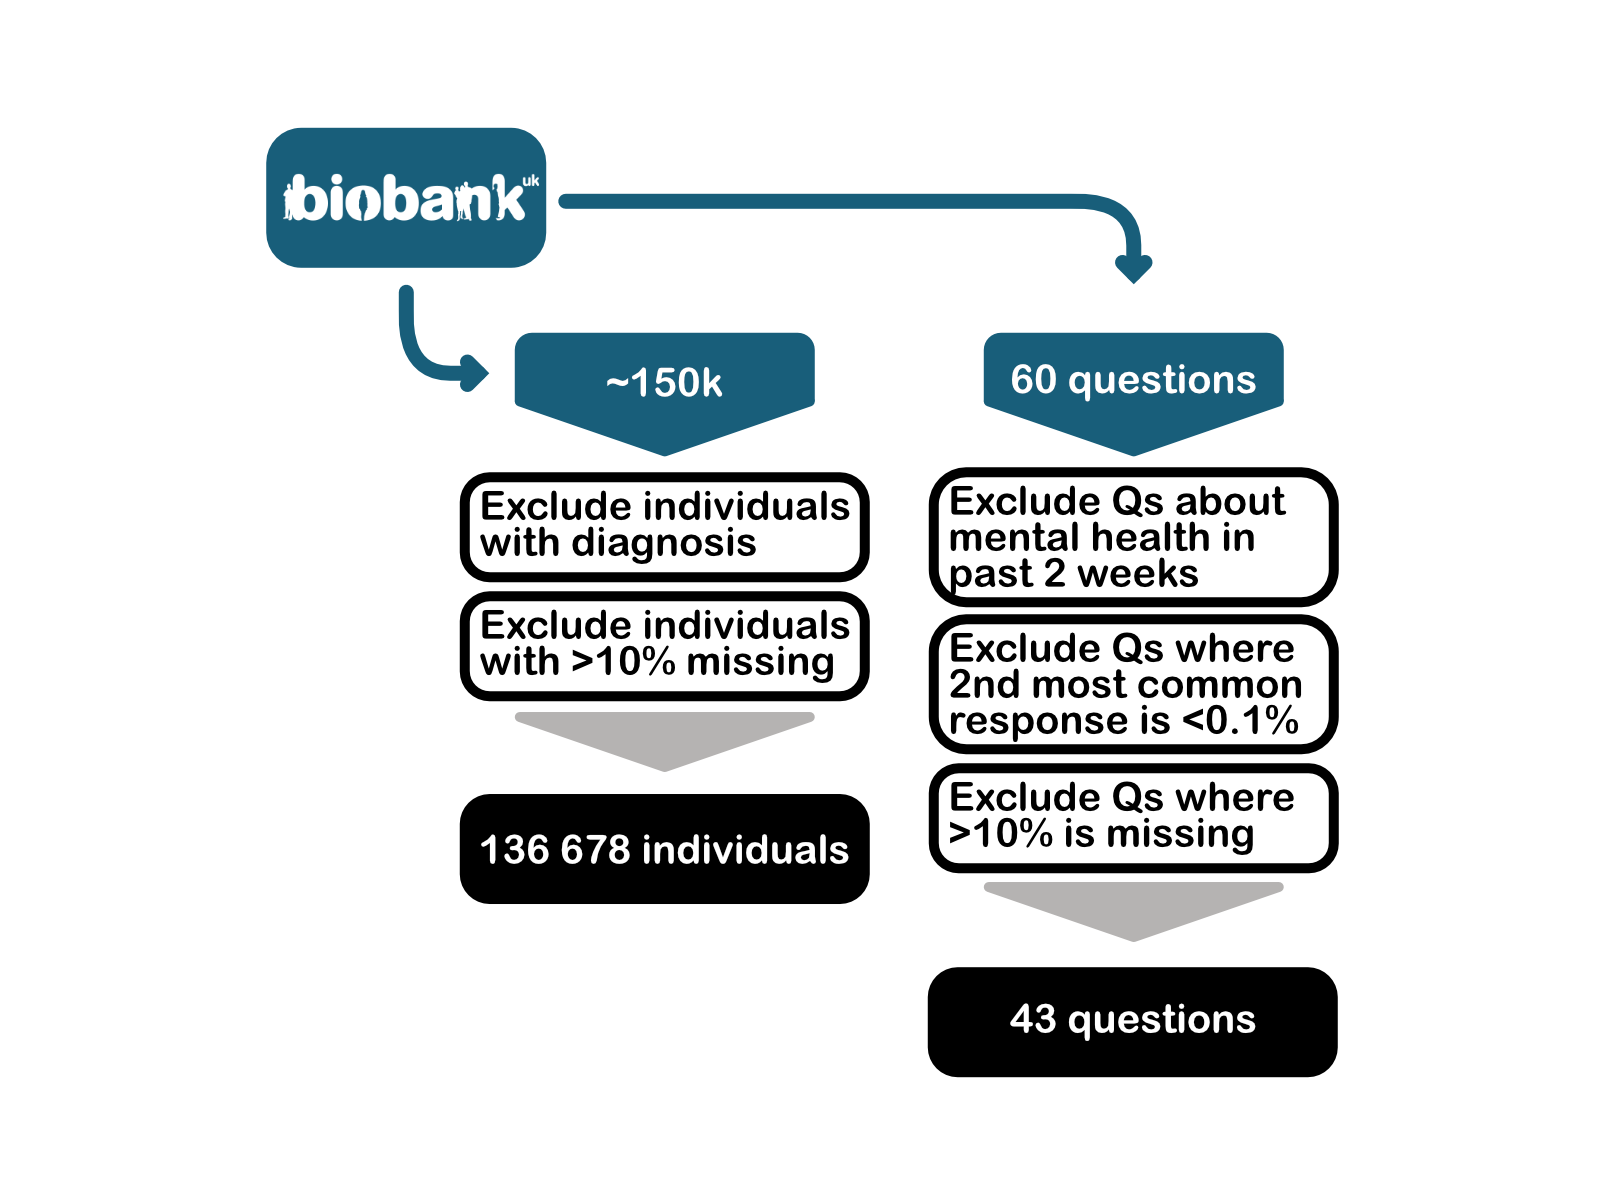 biobank uk
~150k
Exclude individuals
with diagnosis
Exclude individuals
with >10% missing
136 678 individuals
60 questions
Exclude Qs about
mental health in
past 2 weeks
Exclude Qs where
2nd most common
response is <0.1%
Exclude Qs where
>10% is missing
43 questions